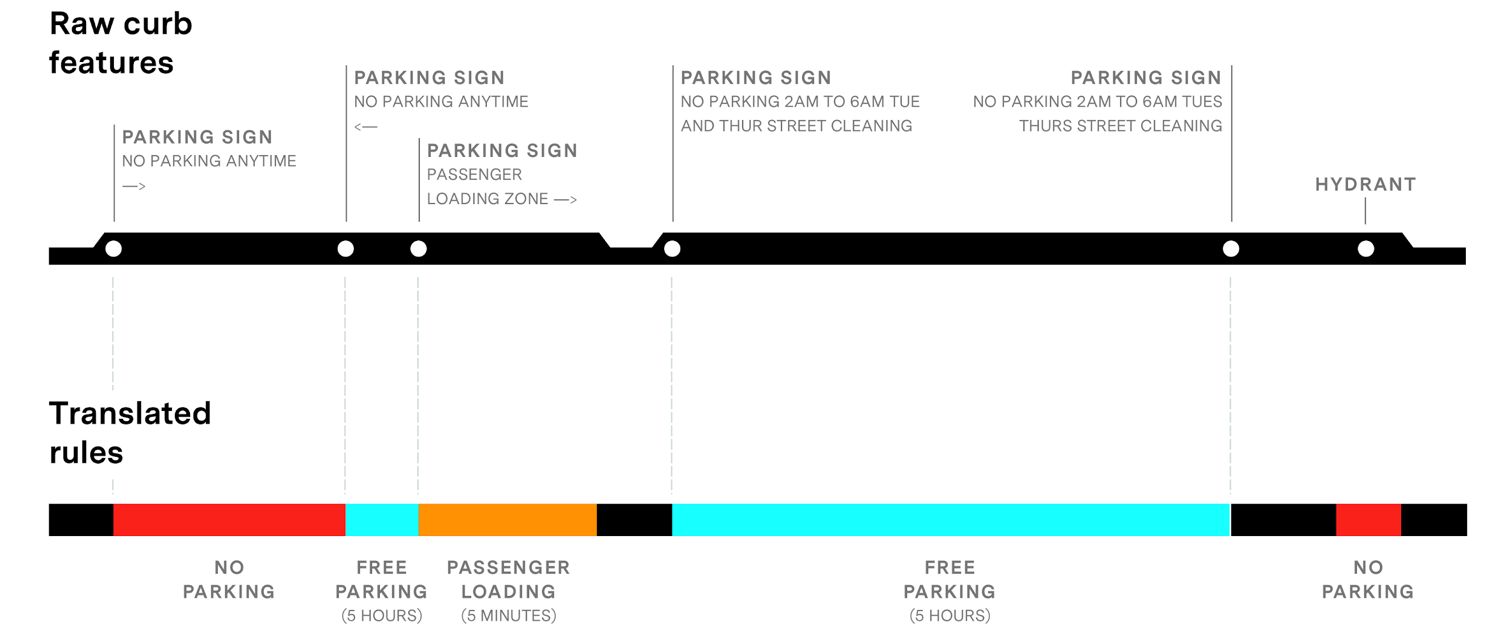 Raw curb
features
PARKING SIGN
NO PARKING ANYTIME
—>
PARKING SIGN
NO PARKING ANYTIME
<—
PARKING SIGN
PASSENGER
LOADING ZONE —>
PARKING SIGN
NO PARKING 2AM TO 6AM TUE
AND THUR STREET CLEANING
PARKING SIGN
NO PARKING 2AM TO 6AM TUES
THURS STREET CLEANING
HYDRANT
Translated
rules
NO
PARKING
FREE
PARKING
(5 HOURS)
PASSENGER
LOADING
(5 MINUTES)
FREE
PARKING
(5 HOURS)
NO
PARKING